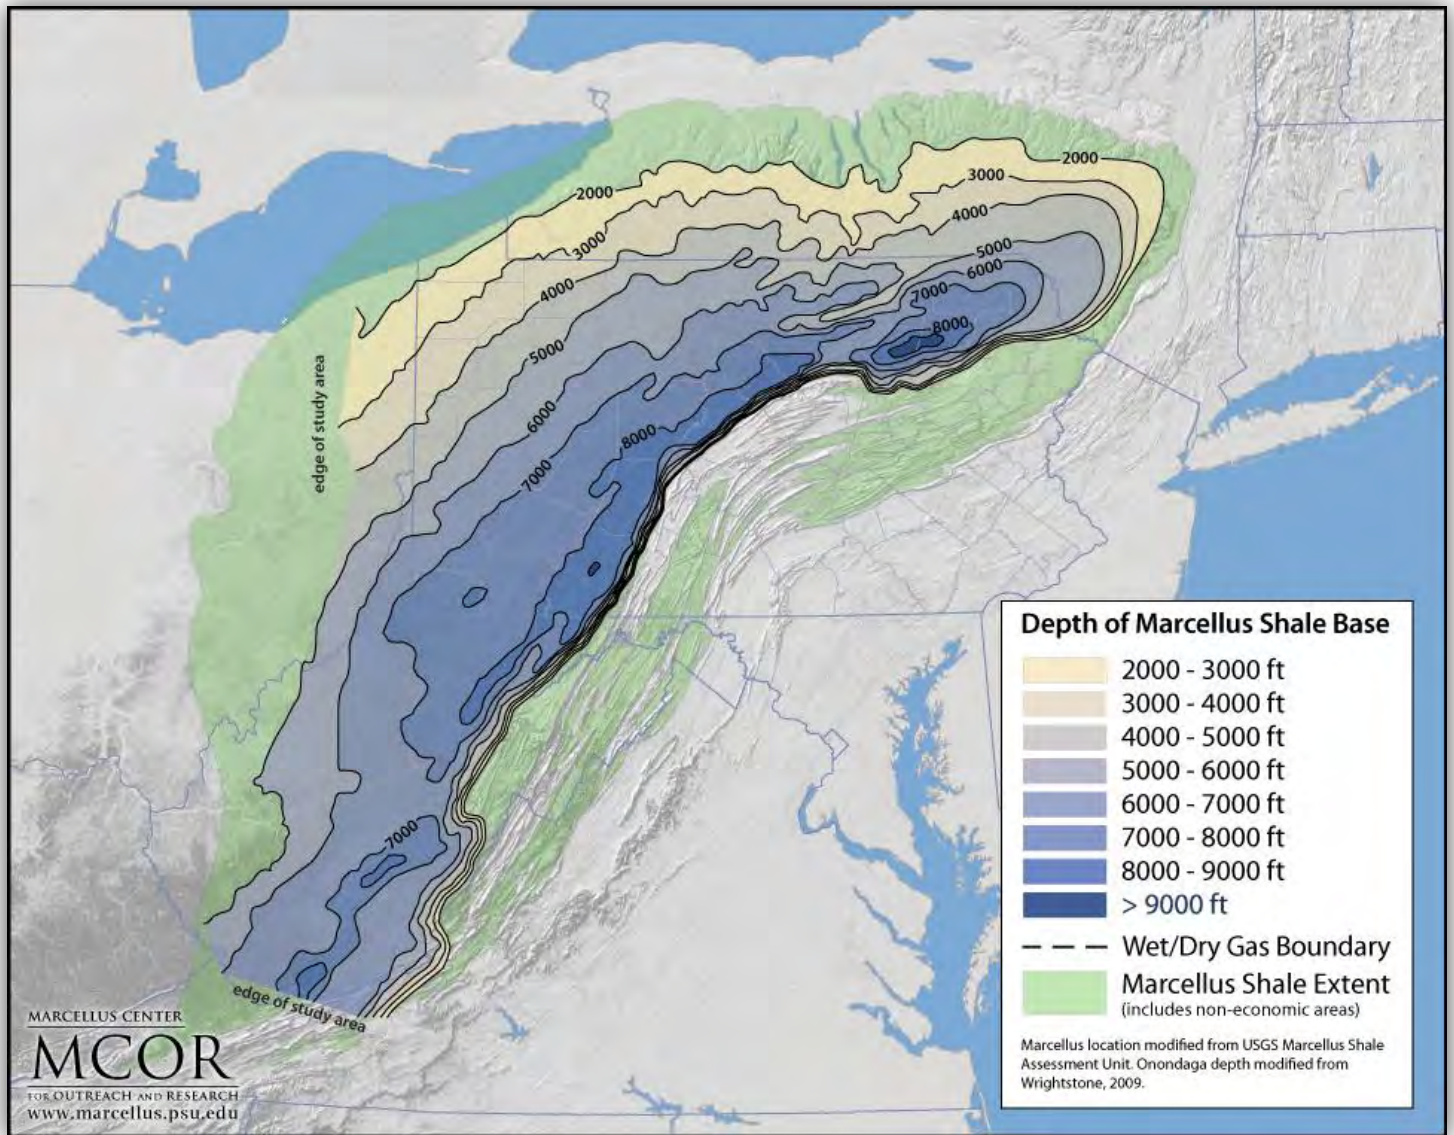 2000
3000
4000
5000
6000
7000
8000
2000
3000
4000
5000
6000
7000
8000
7000
edge of study area
edge of study area
Depth of Marcellus Shale Base
2000 - 3000 ft
3000 - 4000 ft
4000 - 5000 ft
5000 - 6000 ft
6000 - 7000 ft
7000 - 8000 ft
8000 - 9000 ft
> 9000 ft
Wet/Dry Gas Boundary
Marcellus Shale Extent
(includes non-economic areas)
Marcellus location modified from USGS Marcellus Shale
Assessment Unit. Onondaga depth modified from
Wrightstone, 2009.
MARCELLUS CENTER
MCOR
FOR OUTREACH AND RESEARCH
www.marcellus.psu.edu